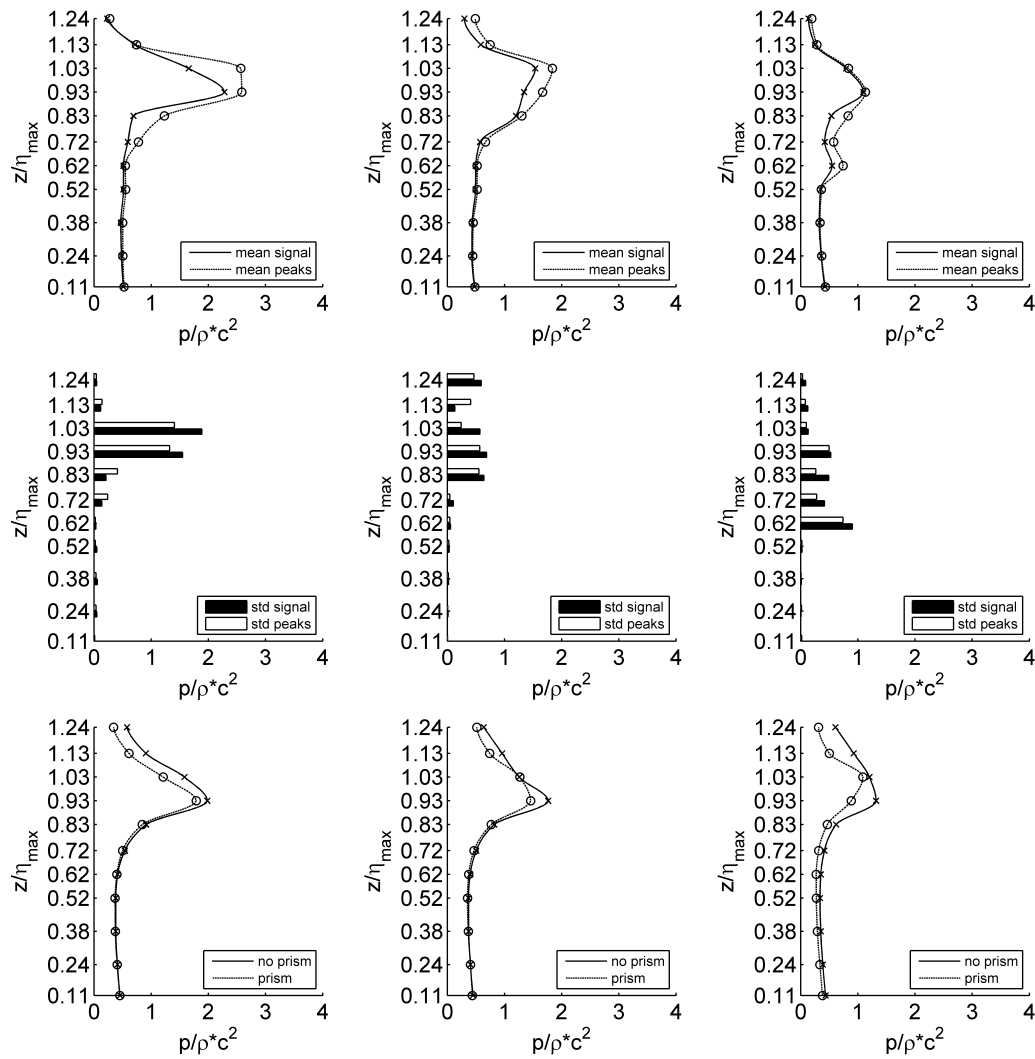 1.24
1.13
1.03
0.93
0.83
0.72
0.62
0.52
0.38
0.24
0.11
z/η_max
0 1 2 3 4
p/ρ*c²
mean signal
mean peaks
1.24
1.13
1.03
0.93
0.83
0.72
0.62
0.52
0.38
0.24
0.11
z/η_max
0 1 2 3 4
p/ρ*c²
mean signal
mean peaks
1.24
1.13
1.03
0.93
0.83
0.72
0.62
0.52
0.38
0.24
0.11
z/η_max
0 1 2 3 4
p/ρ*c²
mean signal
mean peaks
1.24
1.13
1.03
0.93
0.83
0.72
0.62
0.52
0.38
0.24
0.11
z/η_max
0 1 2 3 4
p/ρ*c²
std signal
std peaks
1.24
1.13
1.03
0.93
0.83
0.72
0.62
0.52
0.38
0.24
0.11
z/η_max
0 1 2 3 4
p/ρ*c²
std signal
std peaks
1.24
1.13
1.03
0.93
0.83
0.72
0.62
0.52
0.38
0.24
0.11
z/η_max
0 1 2 3 4
p/ρ*c²
std signal
std peaks
1.24
1.13
1.03
0.93
0.83
0.72
0.62
0.52
0.38
0.24
0.11
z/η_max
0 1 2 3 4
p/ρ*c²
no prism
prism
1.24
1.13
1.03
0.93
0.83
0.72
0.62
0.52
0.38
0.24
0.11
z/η_max
0 1 2 3 4
p/ρ*c²
no prism
prism
1.24
1.13
1.03
0.93
0.83
0.72
0.62
0.52
0.38
0.24
0.11
z/η_max
0 1 2 3 4
p/ρ*c²
no prism
prism